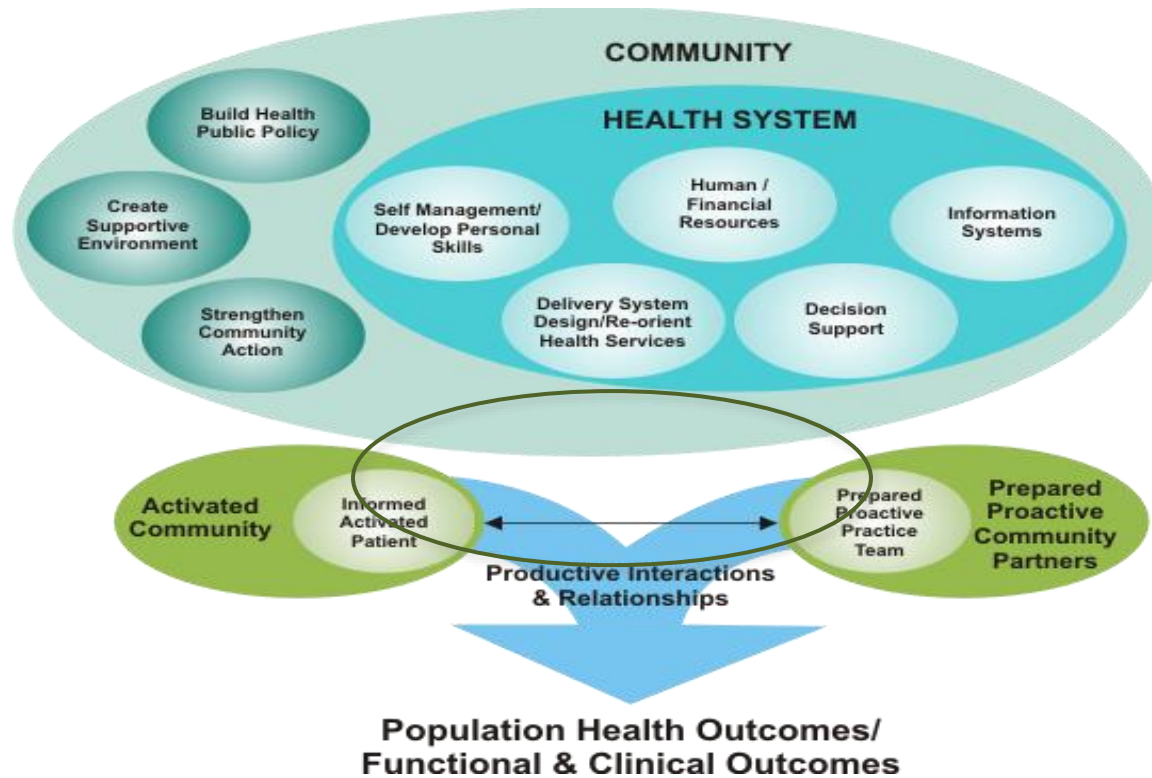 COMMUNITY
Build Health
Public Policy
HEALTH SYSTEM
Create
Supportive
Environment
Self Management/
Develop Personal
Skills
Human /
Financial
Resources
Information
Systems
Strengthen
Community
Action
Delivery System
Design/Re-orient
Health Services
Decision
Support
Activated
Community
Informed
Activated
Patient
Prepared
Proactive
Practice
Team
Prepared
Proactive
Community
Partners
Productive Interactions
& Relationships
Population Health Outcomes/
Functional & Clinical Outcomes